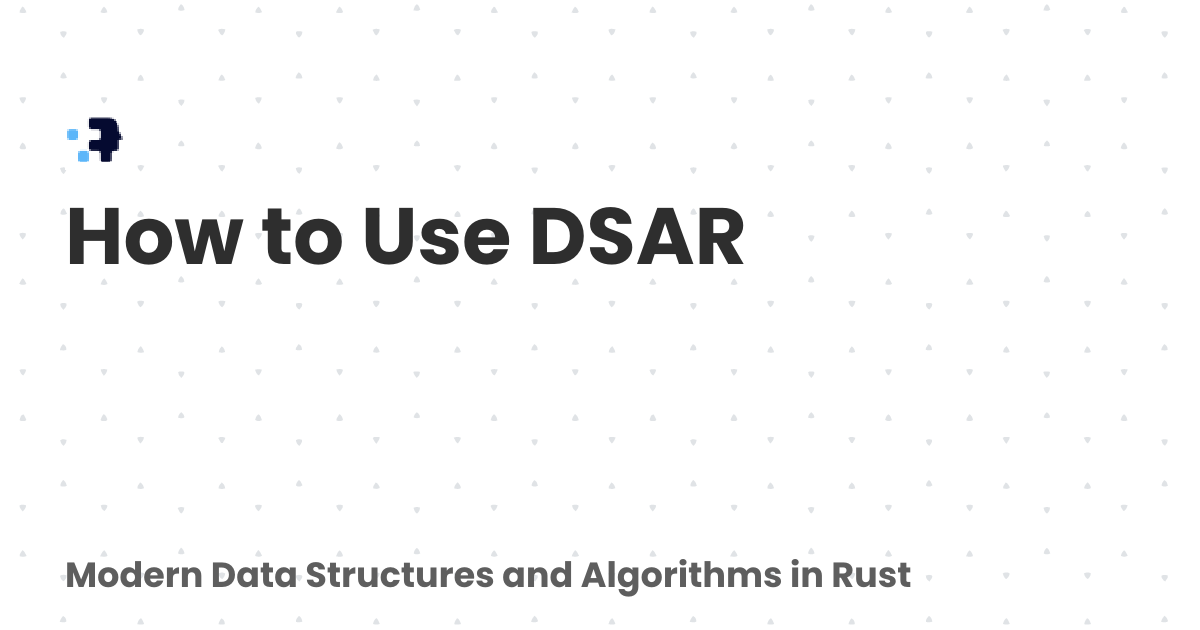 How to Use DSAR
Modern Data Structures and Algorithms in Rust